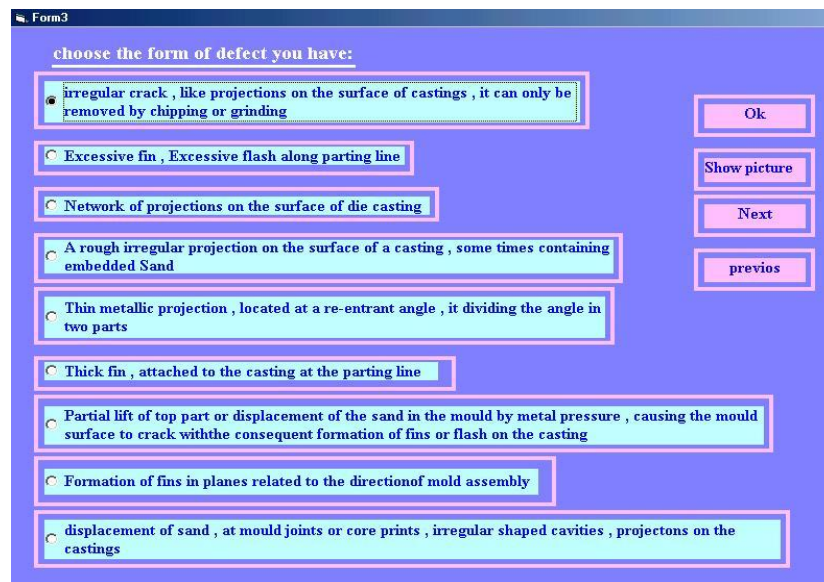 Form3
choose the form of defect you have:
irregular crack , like projections on the surface of castings , it can only be
removed by chipping or grinding
Ok
Excessive fin , Excessive flash along parting line
Show picture
Network of projections on the surface of die casting
Next
A rough irregular projection on the surface of a casting , some times containing
embedded Sand
previos
Thin metallic projection , located at a re-entrant angle , it dividing the angle in
two parts
Thick fin , attached to the casting at the parting line
Partial lift of top part or displacement of the sand in the mould by metal pressure , causing the mould
surface to crack withthe consequent formation of fins or flash on the casting
Formation of fins in planes related to the directionof mold assembly
displacement of sand , at mould joints or core prints , irregular shaped cavities , projectons on the
castings